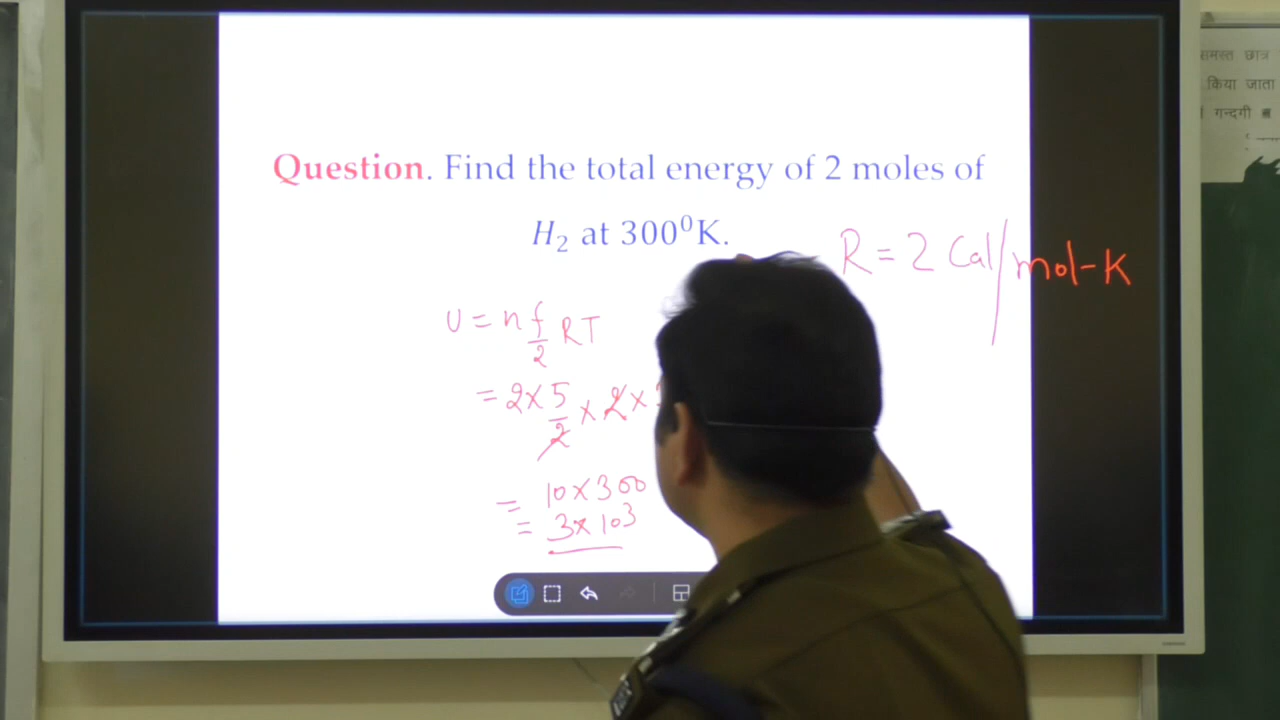 Question. Find the total energy of 2 moles of
H₂ at 300⁰K.
R = 2 Cal/mol-K
U = n f/2 RT
= 2 × 5/2 × 2 ×
= 10 × 300
= 3 × 10³
समस्त छात्र
किया जाता
गन्दगी